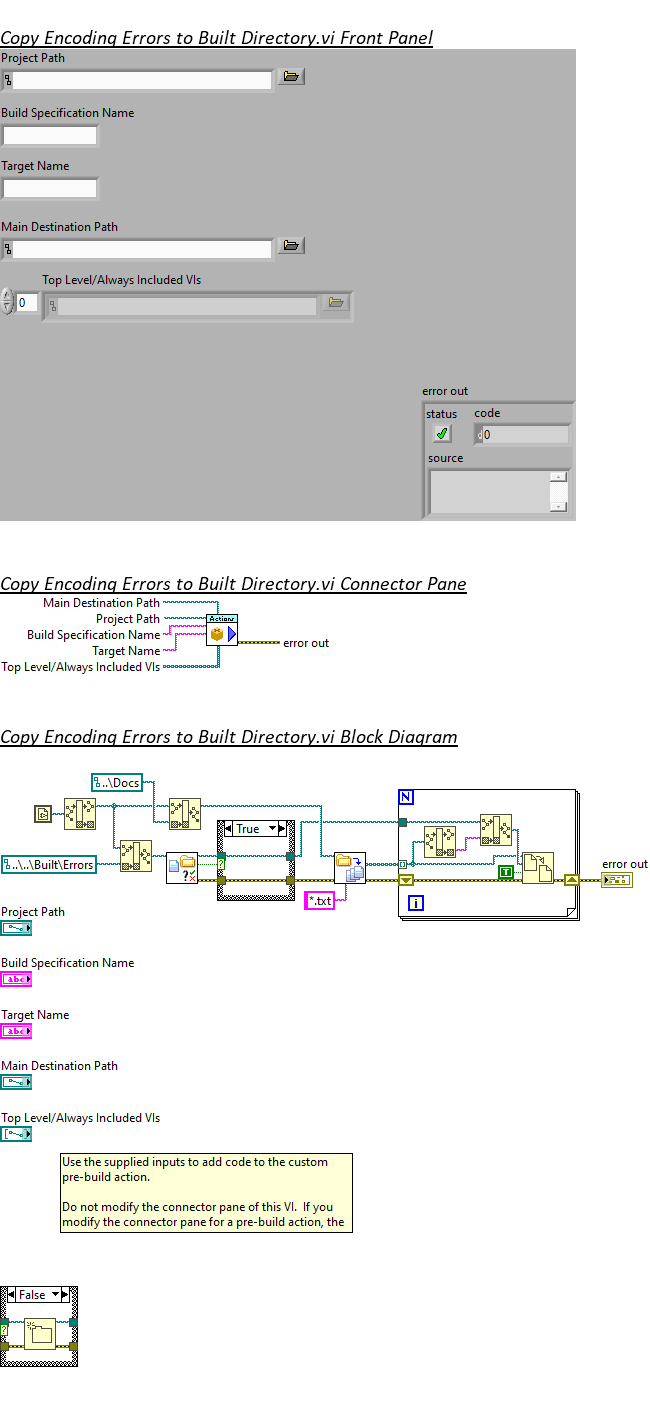 Copy Encoding Errors to Built Directory.vi Front Panel
Project Path
Build Specification Name
Target Name
Main Destination Path
Top Level/Always Included VIs
0
error out
status code
0
source
Copy Encoding Errors to Built Directory.vi Connector Pane
Main Destination Path
Project Path
Build Specification Name
Target Name
Top Level/Always Included VIs
Actions
error out
Copy Encoding Errors to Built Directory.vi Block Diagram
..\Docs
N
True
..\..\Built\Errors
?
?
T
error out
*.txt
i
Project Path
Build Specification Name
abc
Target Name
abc
Main Destination Path
Top Level/Always Included VIs
Use the supplied inputs to add code to the custom
pre-build action.
Do not modify the connector pane of this VI. If you
modify the connector pane for a pre-build action, the
False
?